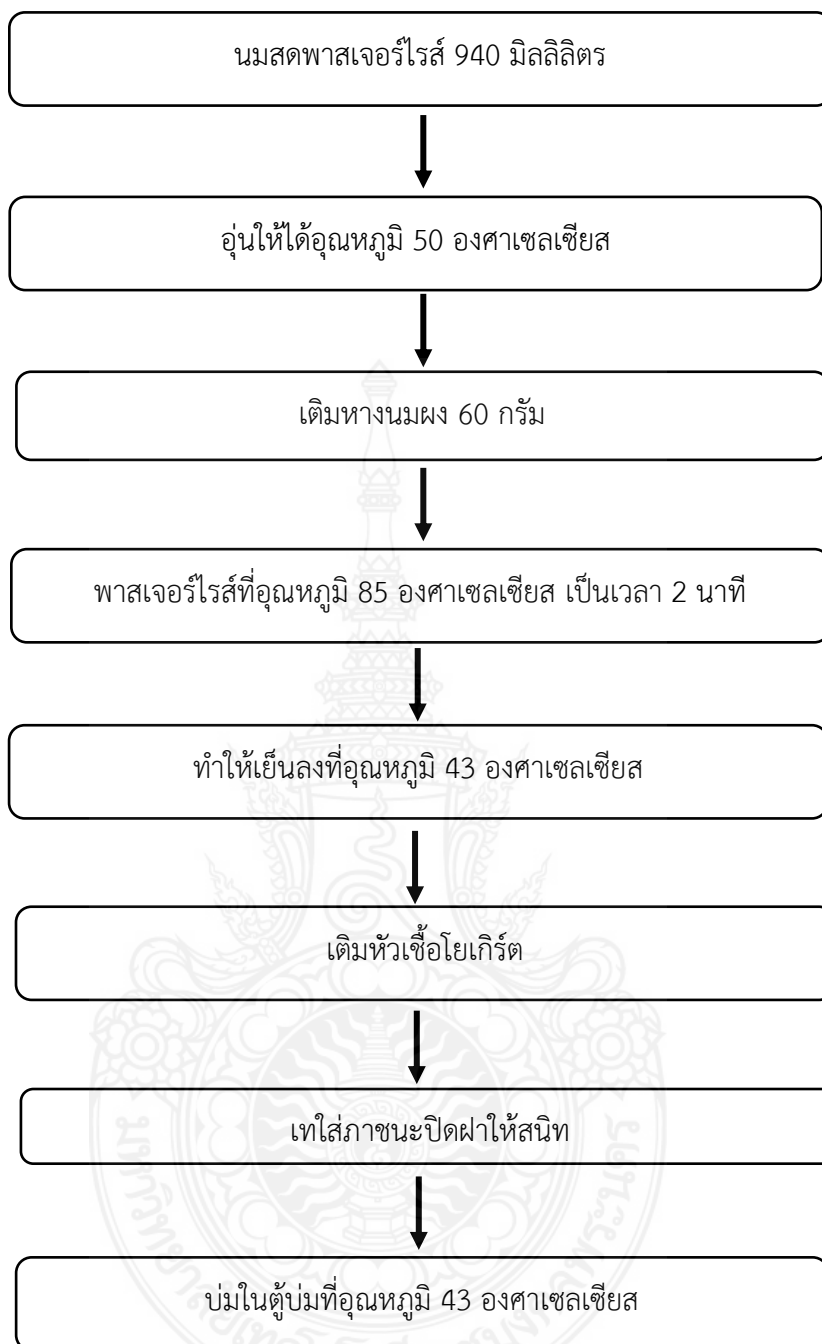 นมสดพาสเจอร์ไรส์ 940 มิลลิลิตร
อุ่นให้ได้อุณหภูมิ 50 องศาเซลเซียส
เติมหางนมผง 60 กรัม
พาสเจอร์ไรส์ที่อุณหภูมิ 85 องศาเซลเซียส เป็นเวลา 2 นาที
ทำให้เย็นลงที่อุณหภูมิ 43 องศาเซลเซียส
เติมหัวเชื้อโยเกิร์ต
เทใส่ภาชนะปิดฝาให้สนิท
บ่มในตู้บ่มที่อุณหภูมิ 43 องศาเซลเซียส